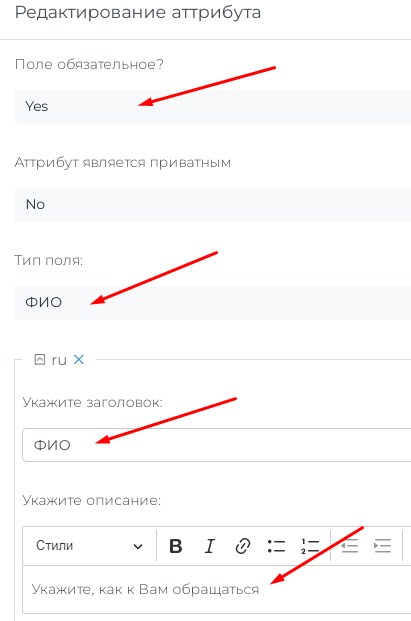 Редактирование аттрибута
Поле обязательное?
Yes
Аттрибут является приватным
No
Тип поля:
ФИО
ru
Укажите заголовок:
ФИО
Укажите описание:
Стили B I
Укажите, как к Вам обращаться